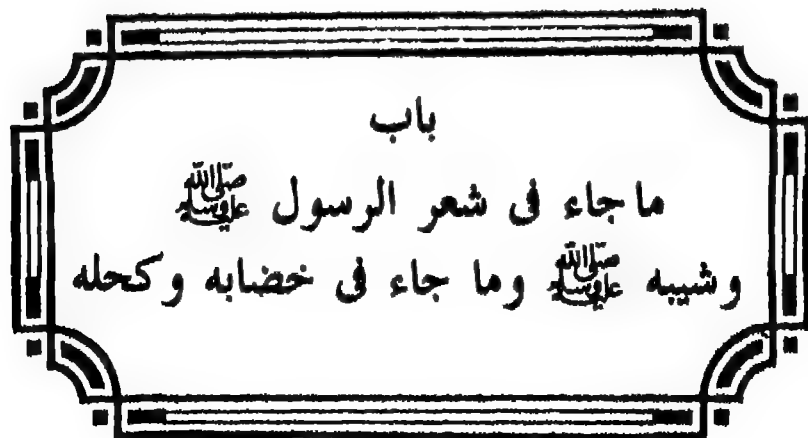 باب
ما جاء فى شعر الرسول ﷺ
وشيبه ﷺ وما جاء فى خضابه وكحله